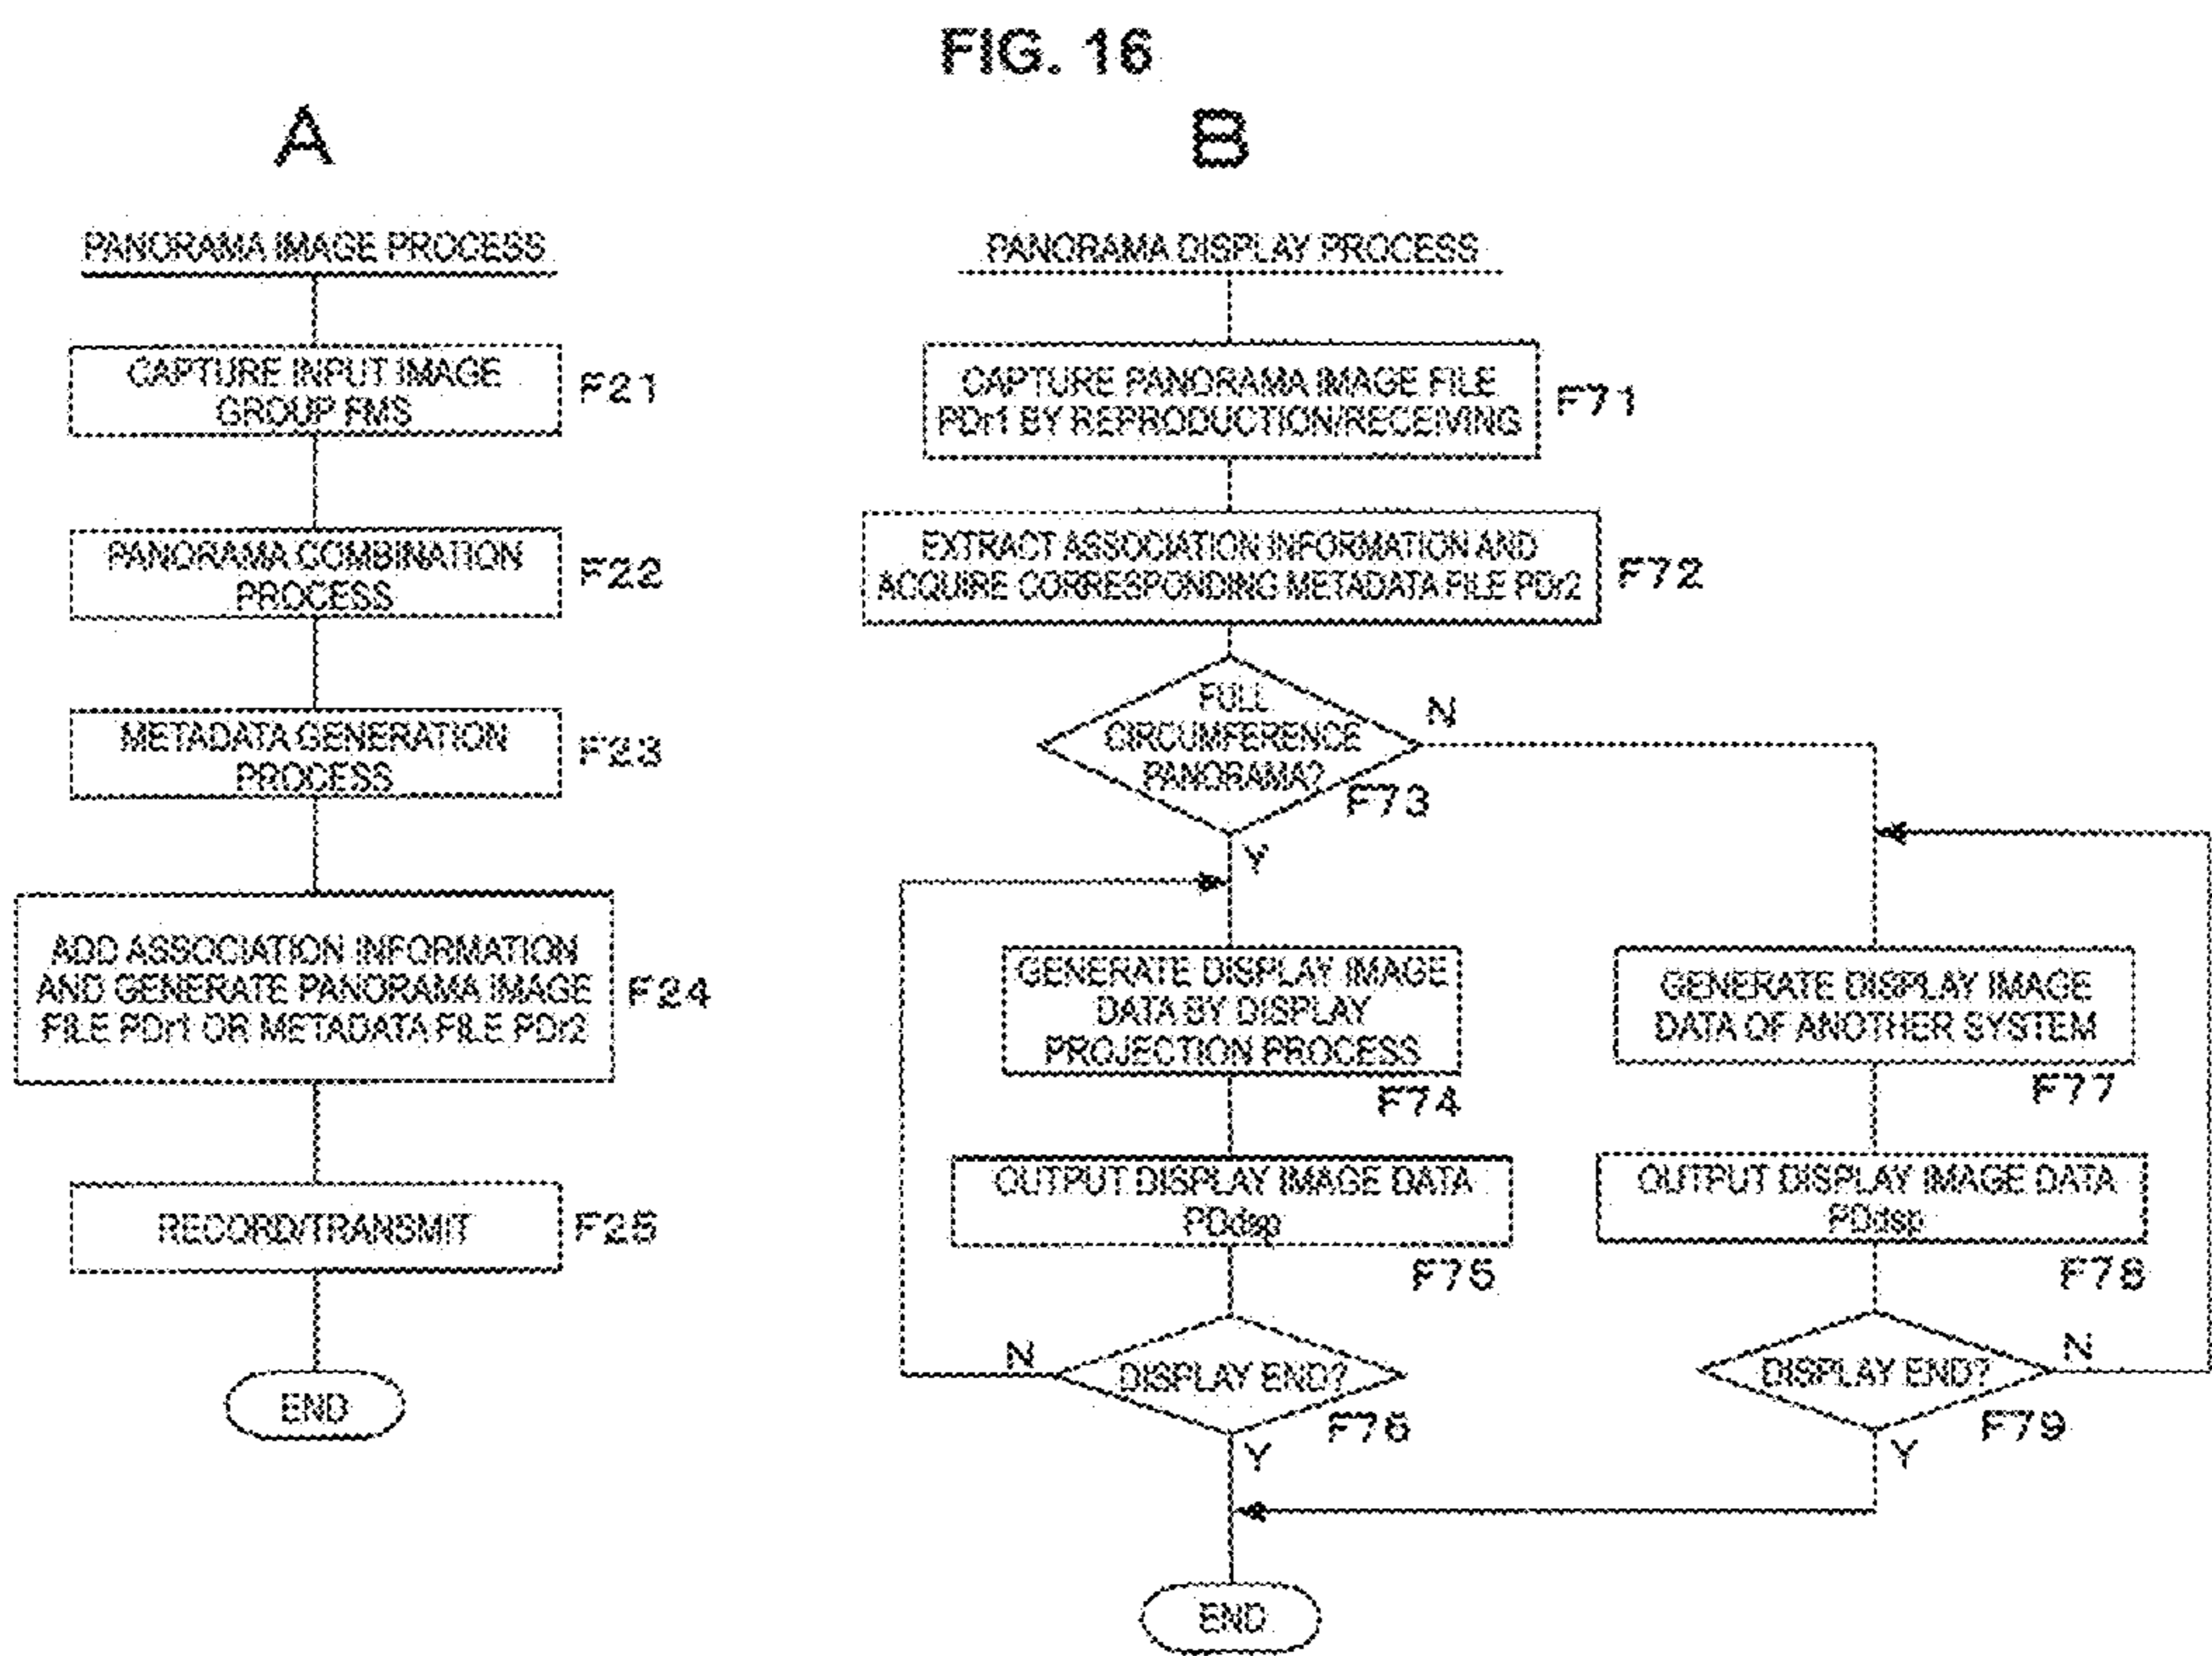 FIG. 16
A
PANORAMA IMAGE PROCESS
CAPTURE INPUT IMAGE
GROUP FMS
F21
PANORAMA COMBINATION
PROCESS
F22
METADATA GENERATION
PROCESS
F23
ADD ASSOCIATION INFORMATION
AND GENERATE PANORAMA IMAGE
FILE PDr1 OR METADATA FILE PDr2
F24
RECORD/TRANSMIT
F25
END
B
PANORAMA DISPLAY PROCESS
CAPTURE PANORAMA IMAGE FILE
PDr1 BY REPRODUCTION/RECEIVING
F71
EXTRACT ASSOCIATION INFORMATION AND
ACQUIRE CORRESPONDING METADATA FILE PDr2
F72
FULL
CIRCUMFERENCE
PANORAMA?
F73
N
Y
GENERATE DISPLAY IMAGE
DATA BY DISPLAY
PROJECTION PROCESS
F74
OUTPUT DISPLAY IMAGE DATA
PDdsp
F75
DISPLAY END?
F76
N
Y
GENERATE DISPLAY IMAGE
DATA OF ANOTHER SYSTEM
F77
OUTPUT DISPLAY IMAGE DATA
PDdsp
F78
DISPLAY END?
F79
N
Y
END